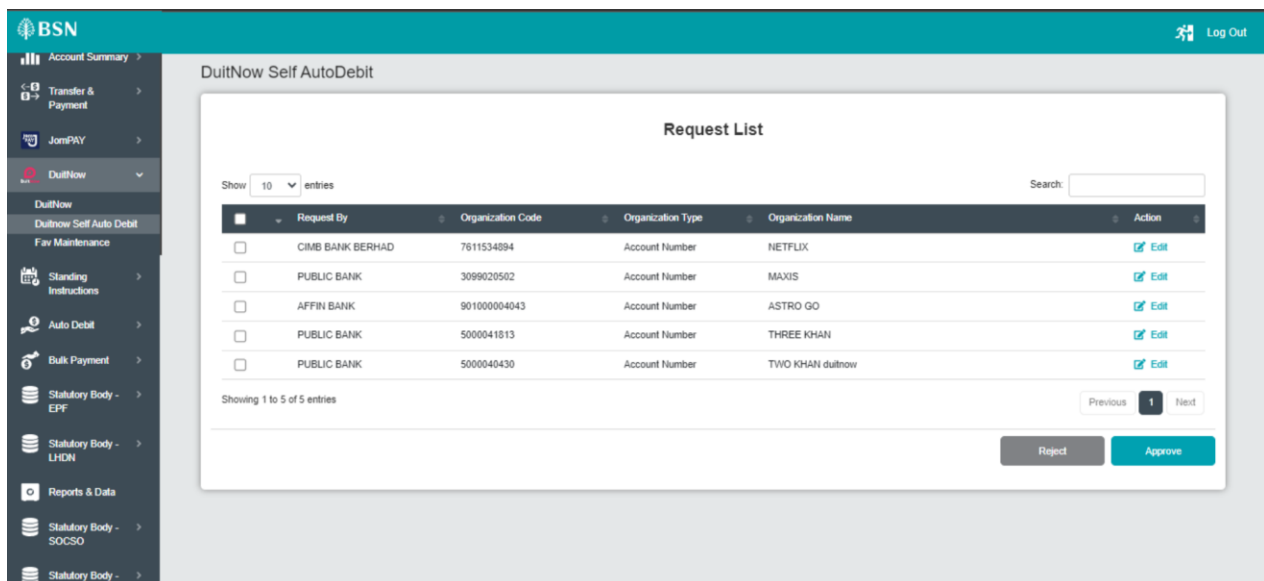 BSN
Log Out
Account Summary
Transfer &
Payment
JomPAY
DuitNow
DuitNow
Duitnow Self Auto Debit
Fav Maintenance
Standing
Instructions
Auto Debit
Bulk Payment
Statutory Body -
EPF
Statutory Body -
LHDN
Reports & Data
Statutory Body -
SOCSO
Statutory Body -
DuitNow Self AutoDebit
Request List
Show 10 entries
Search:
Request By Organization Code Organization Type Organization Name Action
CIMB BANK BERHAD 7611534894 Account Number NETFLIX Edit
PUBLIC BANK 3099020502 Account Number MAXIS Edit
AFFIN BANK 901000004043 Account Number ASTRO GO Edit
PUBLIC BANK 5000041813 Account Number THREE KHAN Edit
PUBLIC BANK 5000040430 Account Number TWO KHAN duitnow Edit
Showing 1 to 5 of 5 entries
Previous 1 Next
Reject Approve